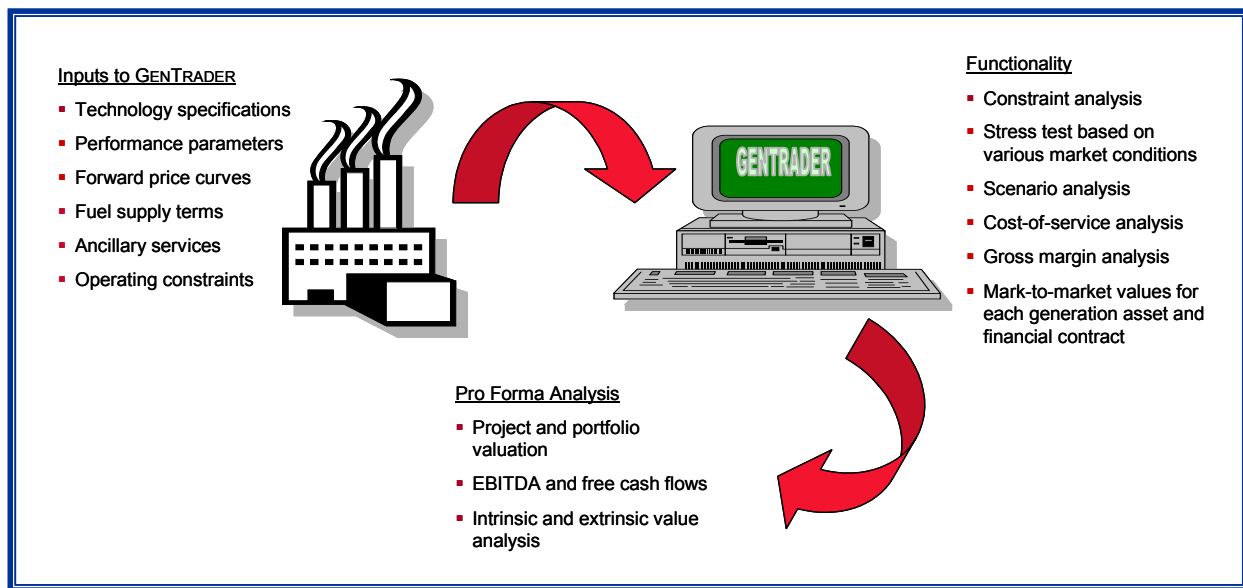 Inputs to GENTRADER
▪ Technology specifications
▪ Performance parameters
▪ Forward price curves
▪ Fuel supply terms
▪ Ancillary services
▪ Operating constraints
GENTRADER
Functionality
▪ Constraint analysis
▪ Stress test based on
various market conditions
▪ Scenario analysis
▪ Cost-of-service analysis
▪ Gross margin analysis
▪ Mark-to-market values for
each generation asset and
financial contract
Pro Forma Analysis
▪ Project and portfolio
valuation
▪ EBITDA and free cash flows
▪ Intrinsic and extrinsic value
analysis